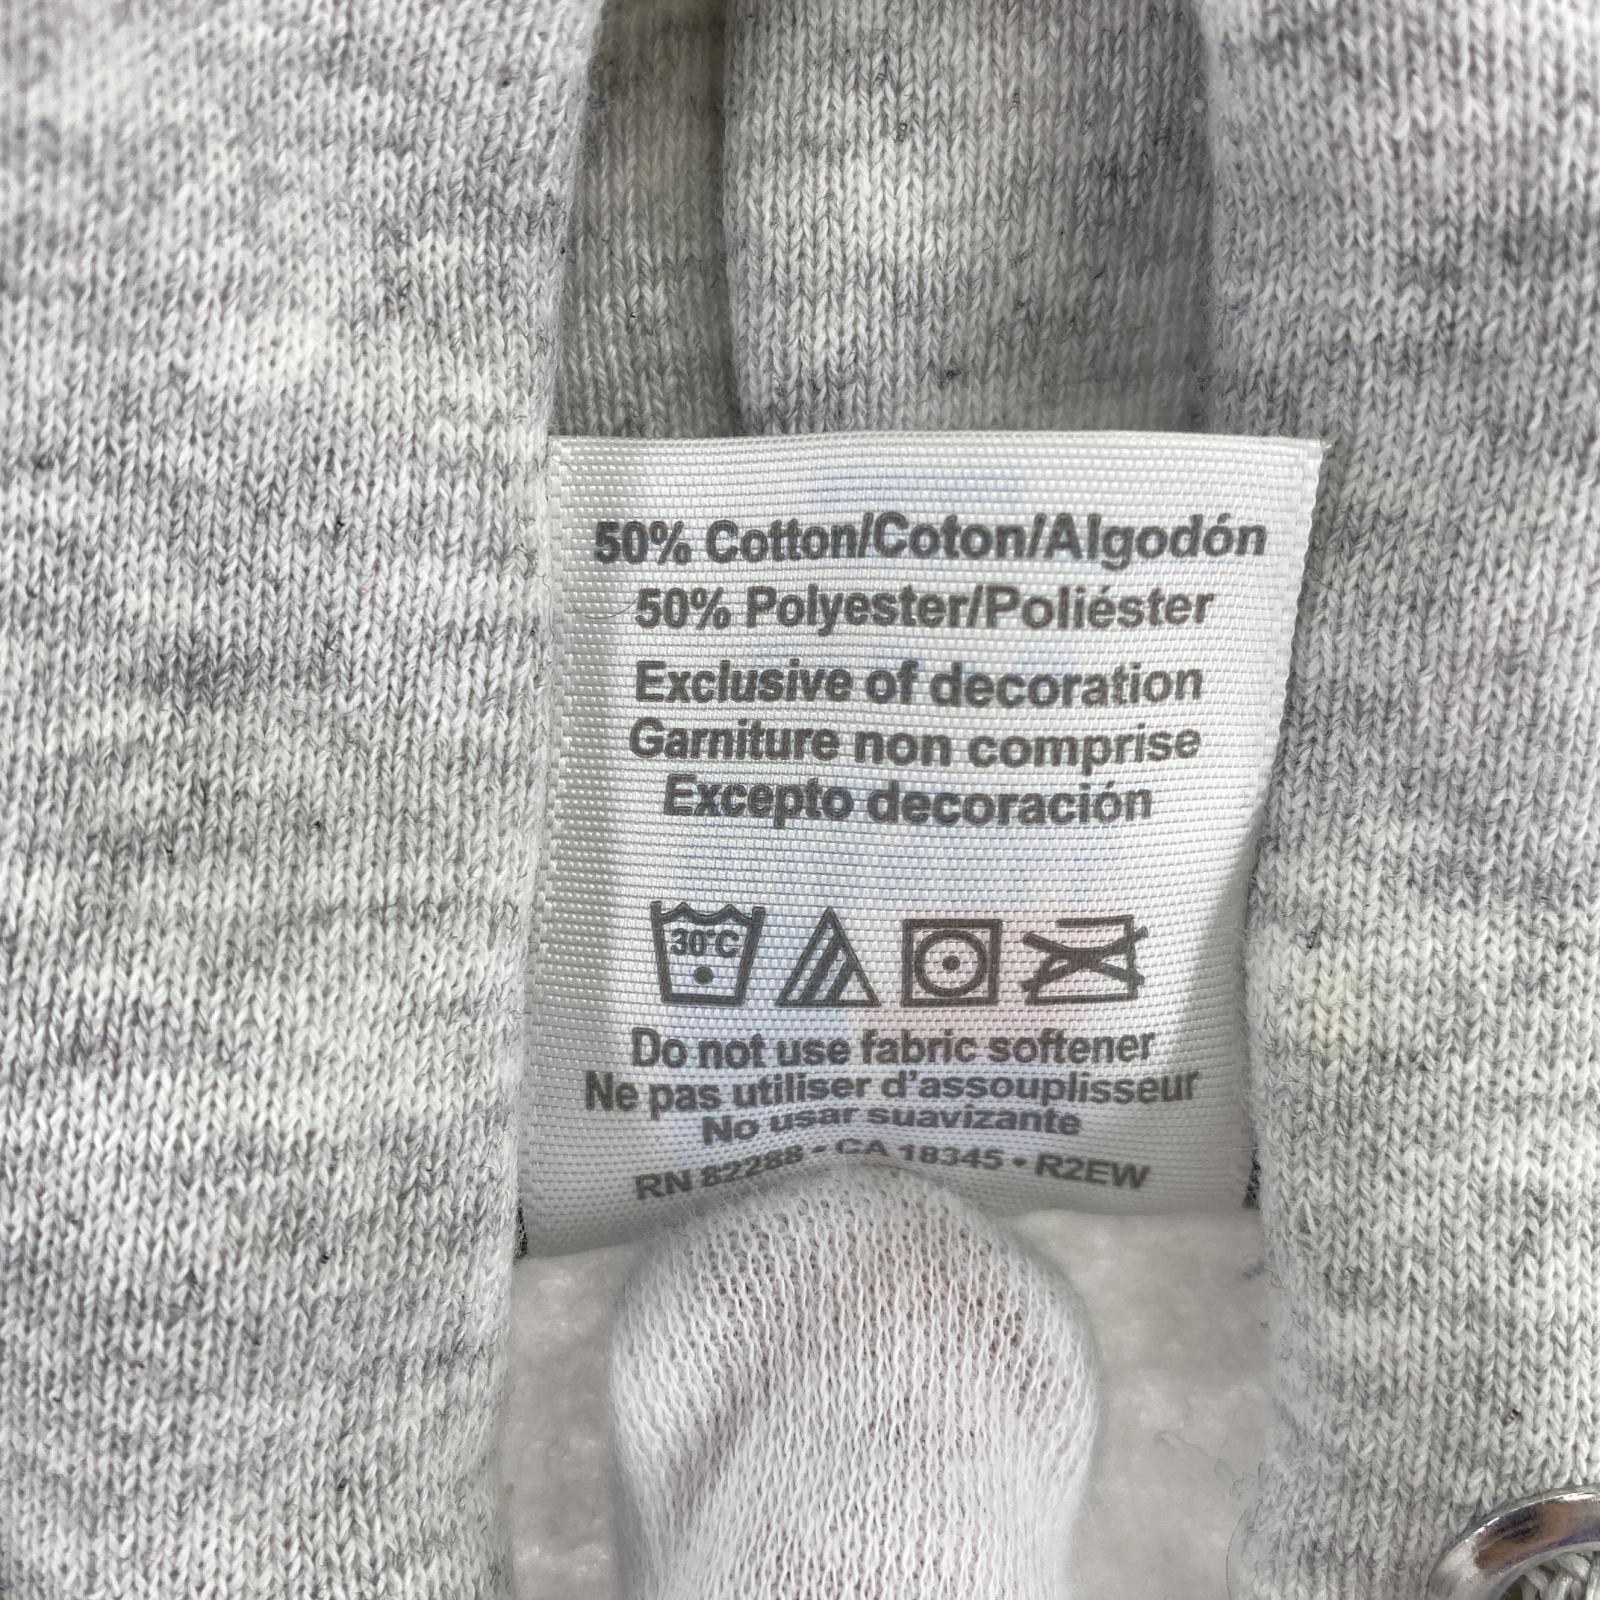 50% Cotton/Coton/Algodón
50% Polyester/Poliéster
Exclusive of decoration
Garniture non comprise
Excepto decoración
30°C
Do not use fabric softener
Ne pas utiliser d'assouplisseur
No usar suavizante
RN 82288 • CA 18345 • R2EW